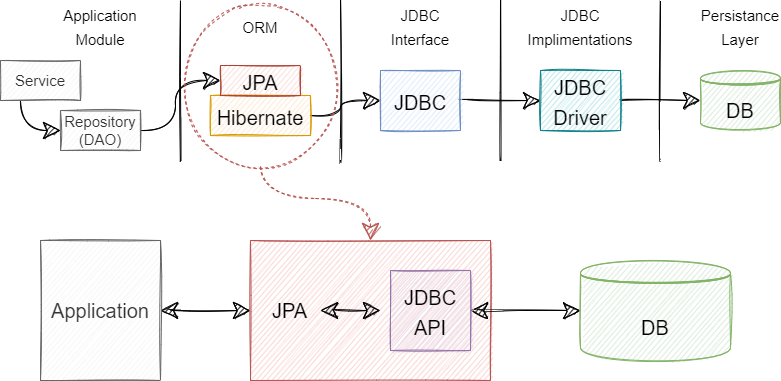 Application
Module
ORM
JDBC
Interface
JDBC
Implimentations
Persistance
Layer
Service
Repository
(DAO)
JPA
Hibernate
JDBC
JDBC
Driver
DB
Application
JPA
JDBC
API
DB